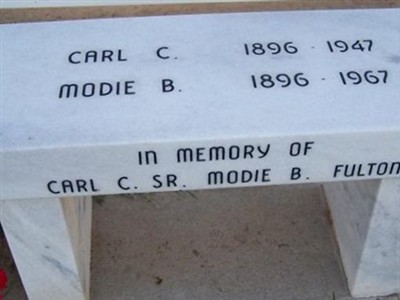 CARL C. 1896 - 1947
MODIE B. 1896 - 1967
IN MEMORY OF
CARL C. SR. MODIE B. FULTON